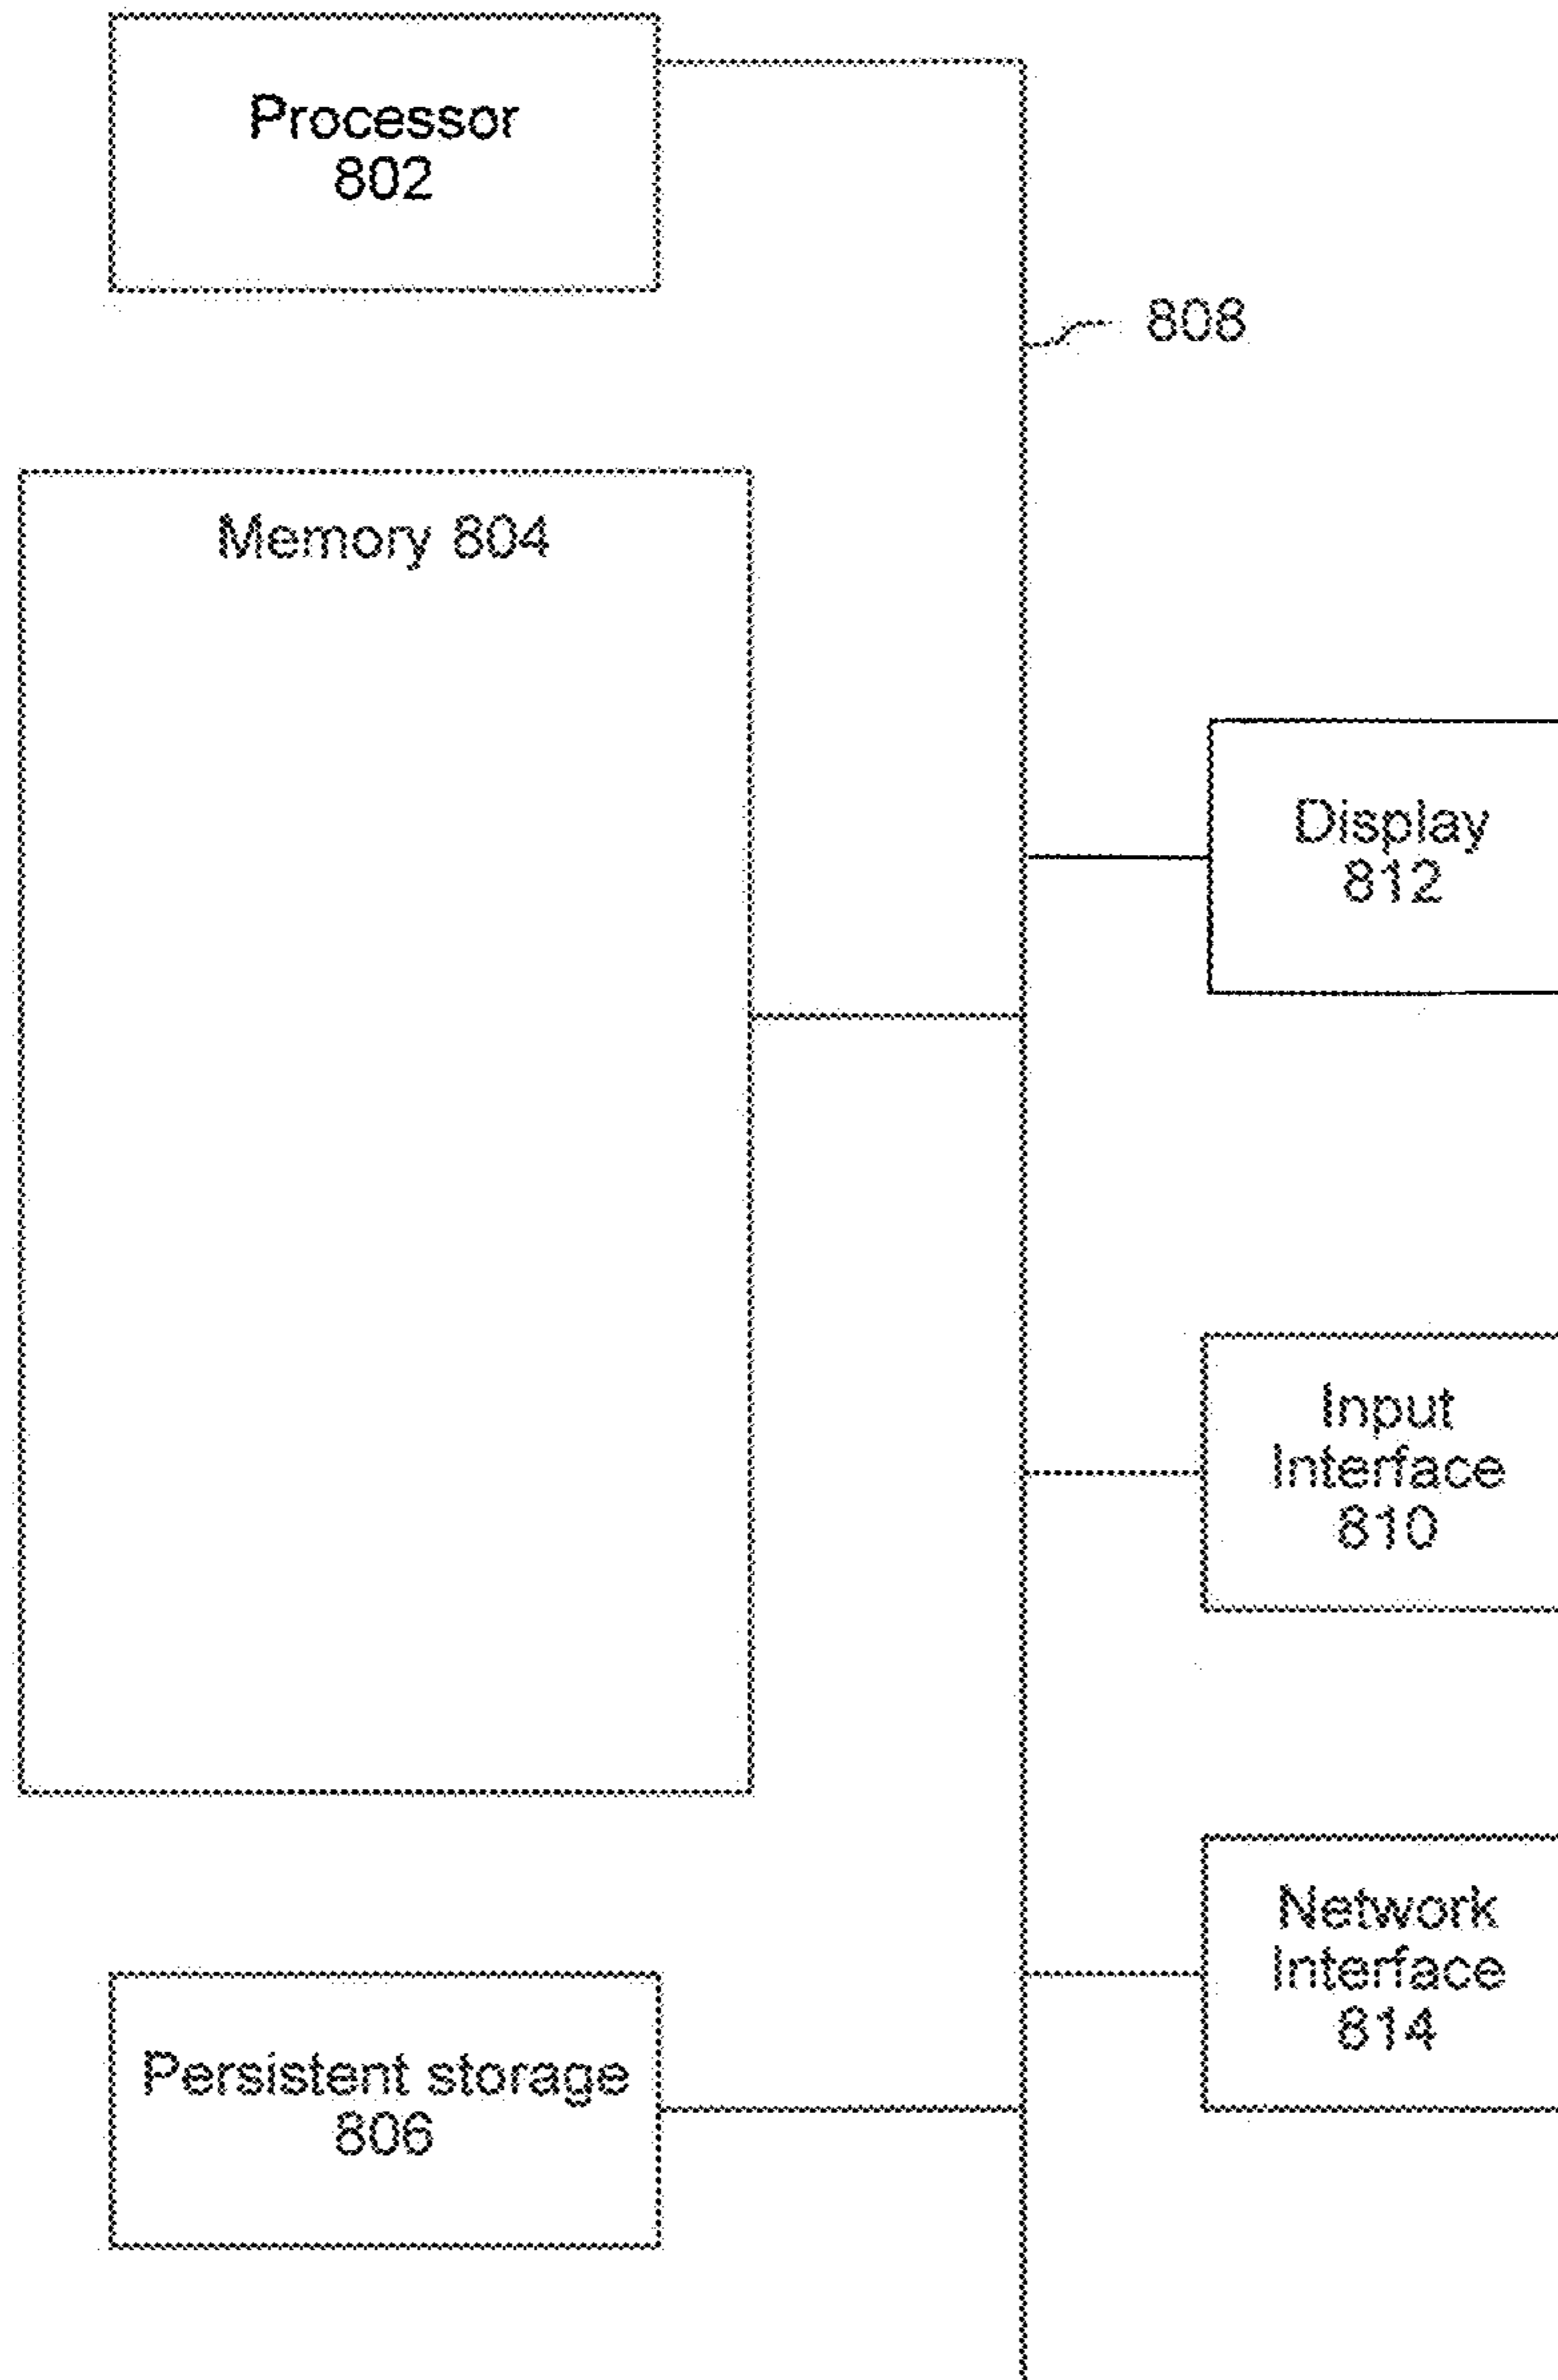 Processor
802
808
Memory 804
Display
812
Input
Interface
810
Network
Interface
814
Persistent storage
806